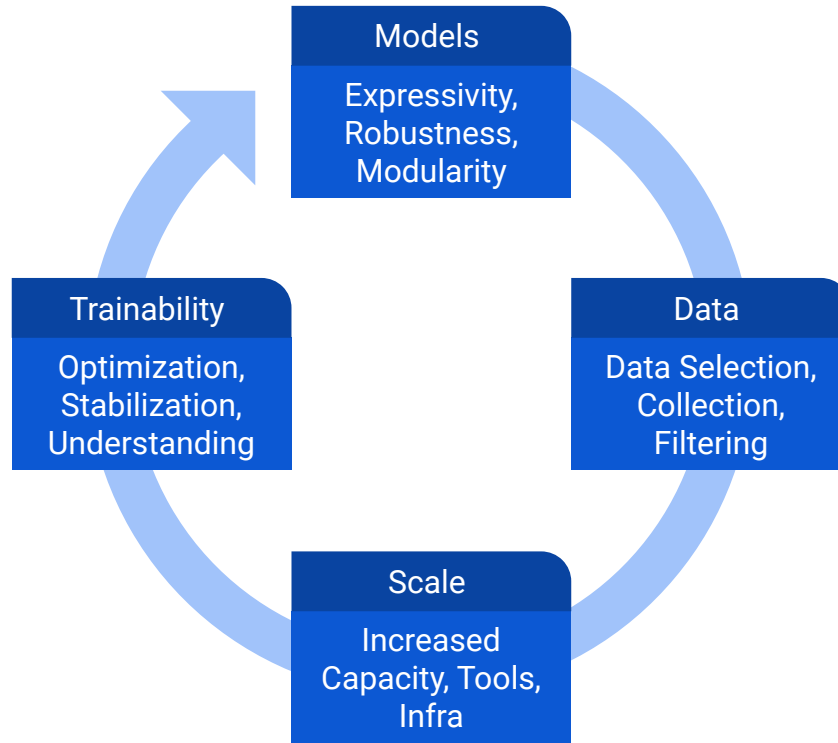 Models
Expressivity,
Robustness,
Modularity
Trainability
Optimization,
Stabilization,
Understanding
Data
Data Selection,
Collection,
Filtering
Scale
Increased
Capacity, Tools,
Infra